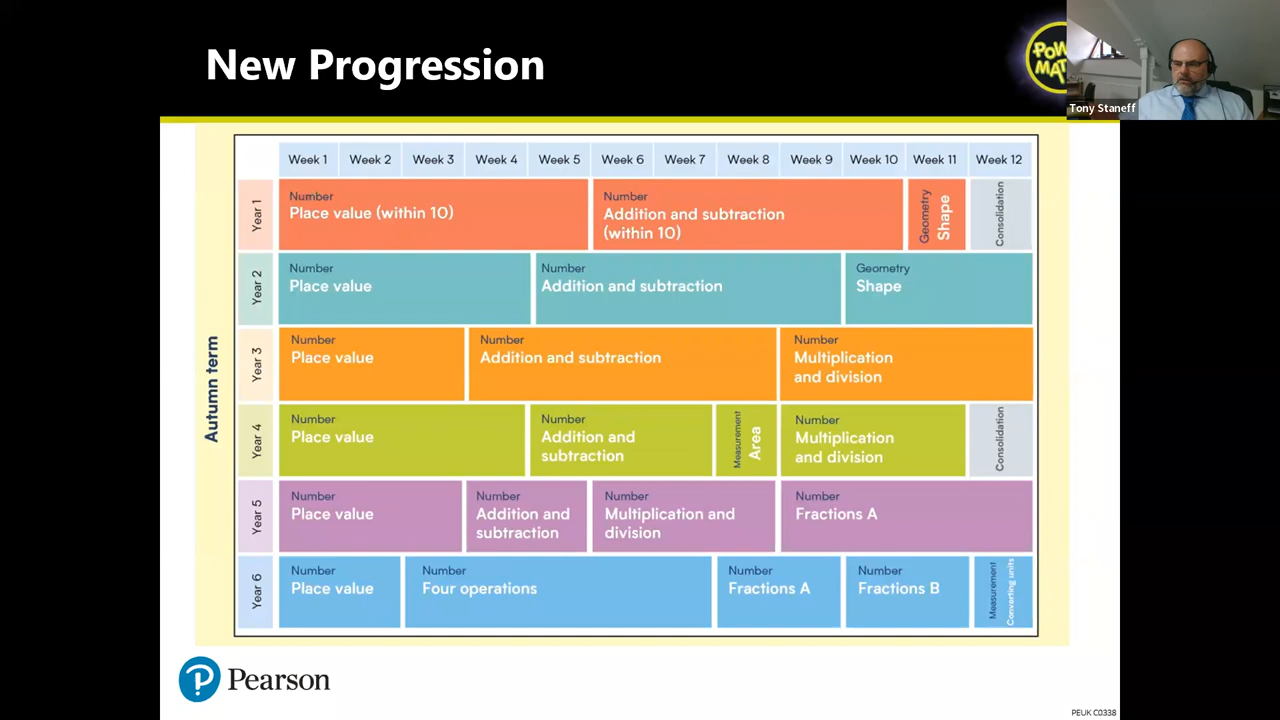 New Progression
POW
MAT
Tony Staneff
Week 1
Week 2
Week 3
Week 4
Week 5
Week 6
Week 7
Week 8
Week 9
Week 10
Week 11
Week 12
Autumn term
Year 1
Number
Place value (within 10)
Number
Addition and subtraction
(within 10)
Geometry
Shape
Consolidation
Year 2
Number
Place value
Number
Addition and subtraction
Geometry
Shape
Year 3
Number
Place value
Number
Addition and subtraction
Number
Multiplication
and division
Year 4
Number
Place value
Number
Addition and
subtraction
Measurement
Area
Number
Multiplication
and division
Consolidation
Year 5
Number
Place value
Number
Addition and
subtraction
Number
Multiplication and
division
Number
Fractions A
Year 6
Number
Place value
Number
Four operations
Number
Fractions A
Number
Fractions B
Measurement
Converting units
P
Pearson
PEUK C0338